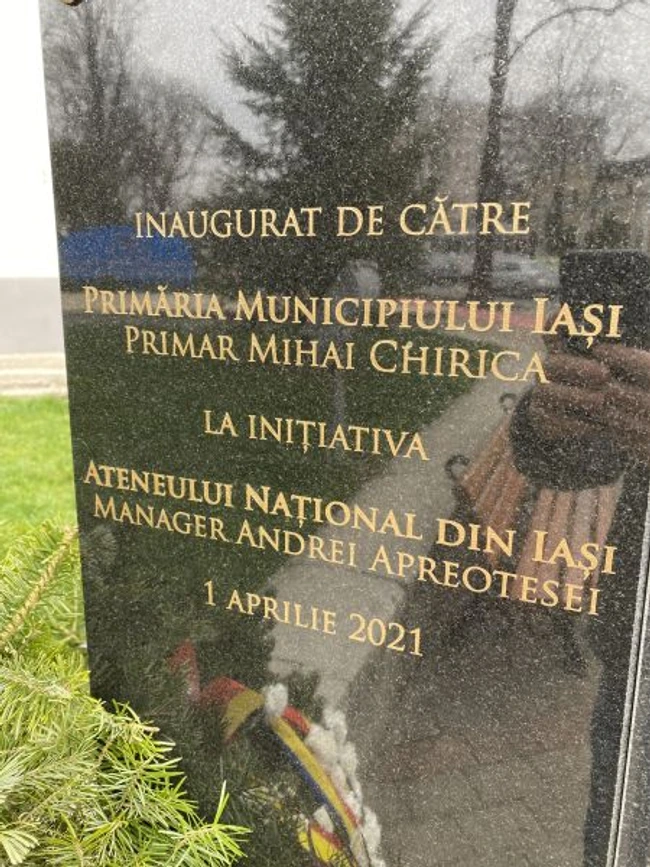 INAUGURAT DE CĂTRE
PRIMĂRIA MUNICIPIULUI IAȘI
PRIMAR MIHAI CHIRICA
LA INIȚIATIVA
ATENEULUI NAȚIONAL DIN IAȘI
MANAGER ANDREI APREOTESEI
1 APRILIE 2021